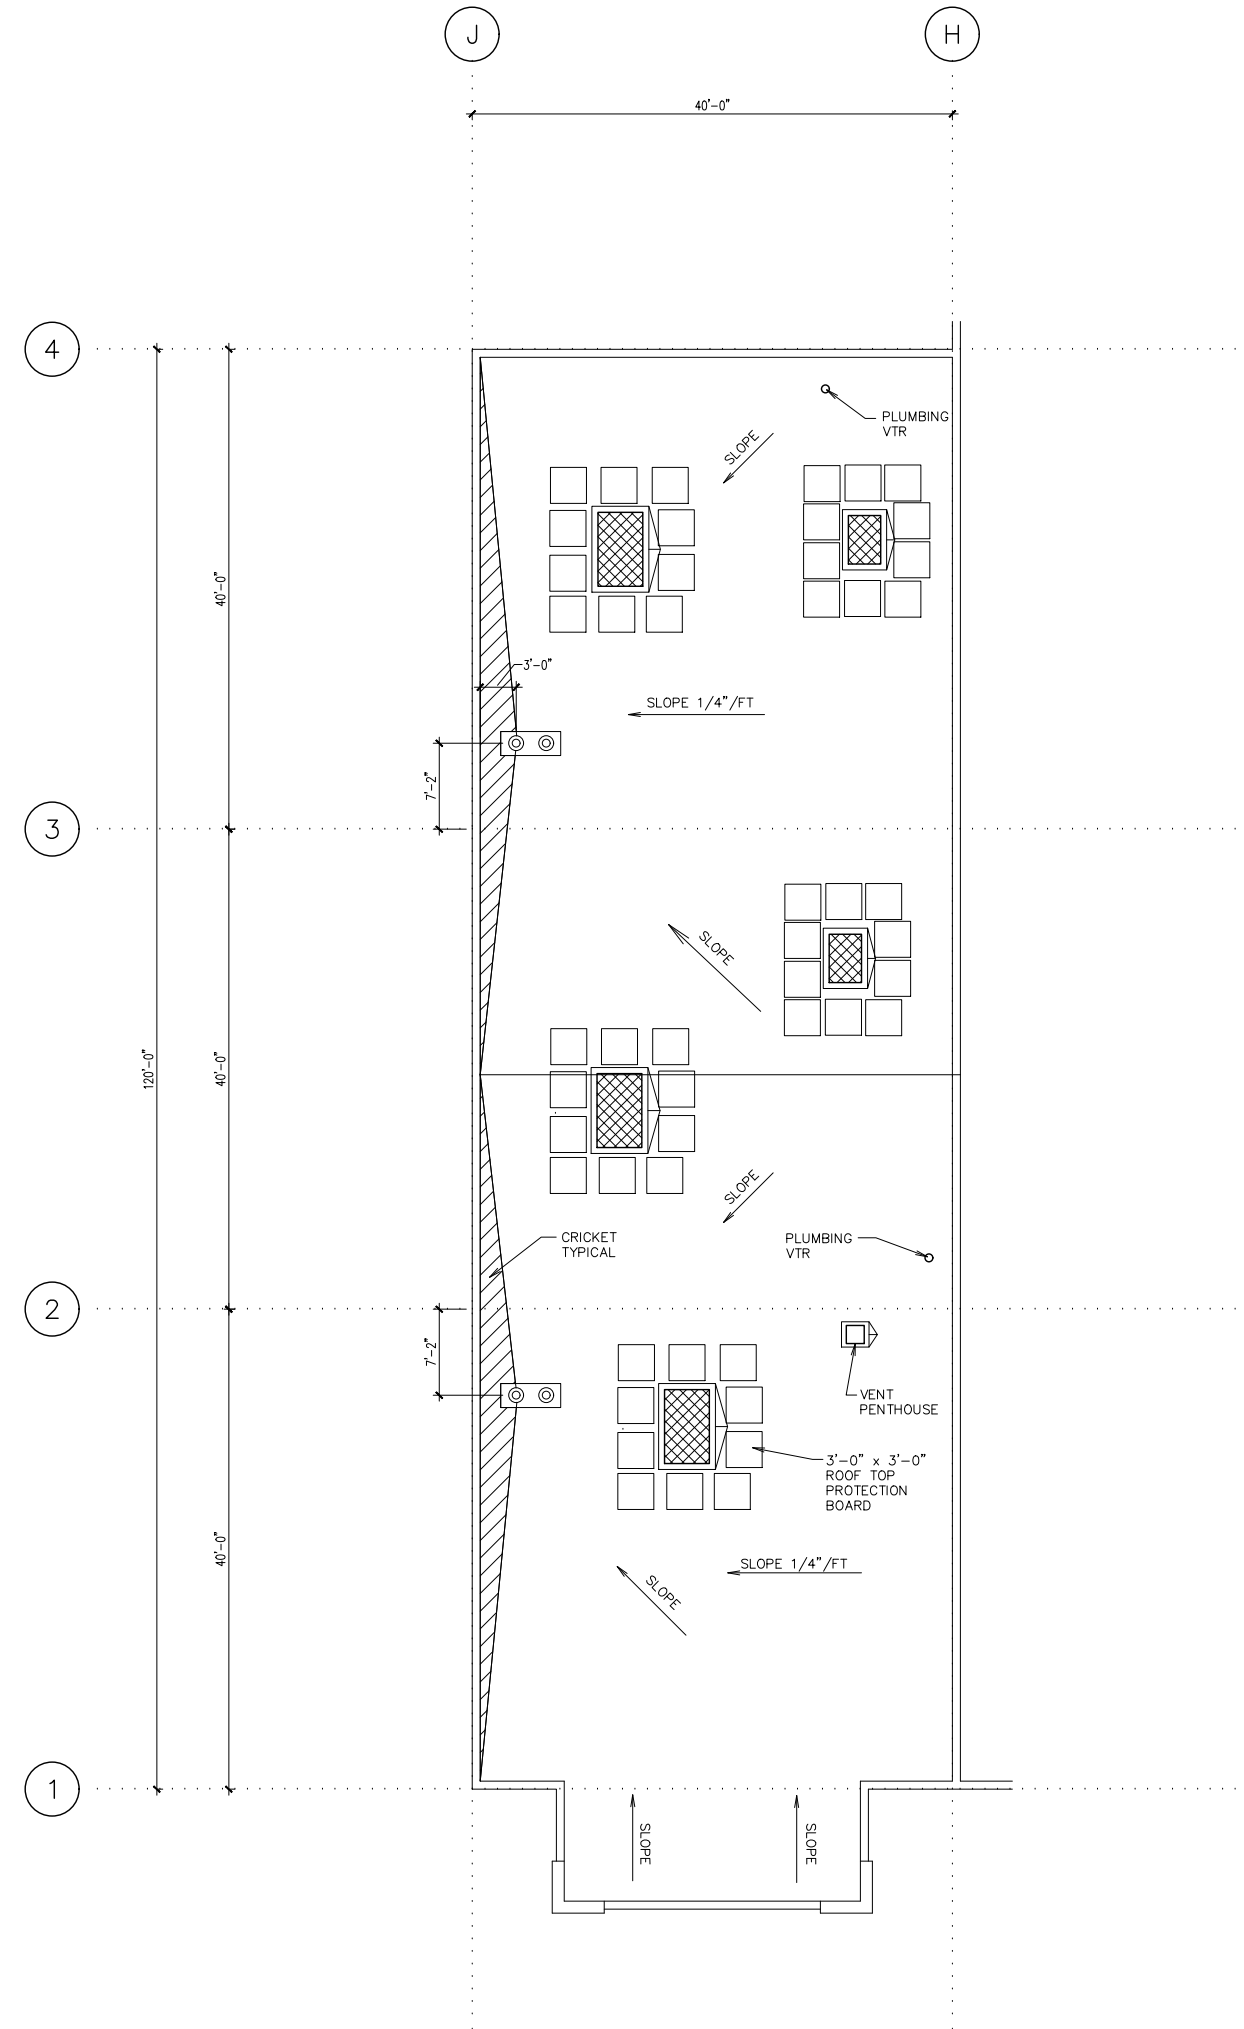 J
H
40'-0"
4
PLUMBING
VTR
SLOPE
40'-0"
3'-0"
SLOPE 1/4"/FT
7'-2"
3
SLOPE
120'-0"
40'-0"
SLOPE
CRICKET
TYPICAL
PLUMBING
VTR
2
7'-2"
VENT
PENTHOUSE
3'-0" x 3'-0"
ROOF TOP
PROTECTION
BOARD
40'-0"
SLOPE 1/4"/FT
SLOPE
1
SLOPE
SLOPE